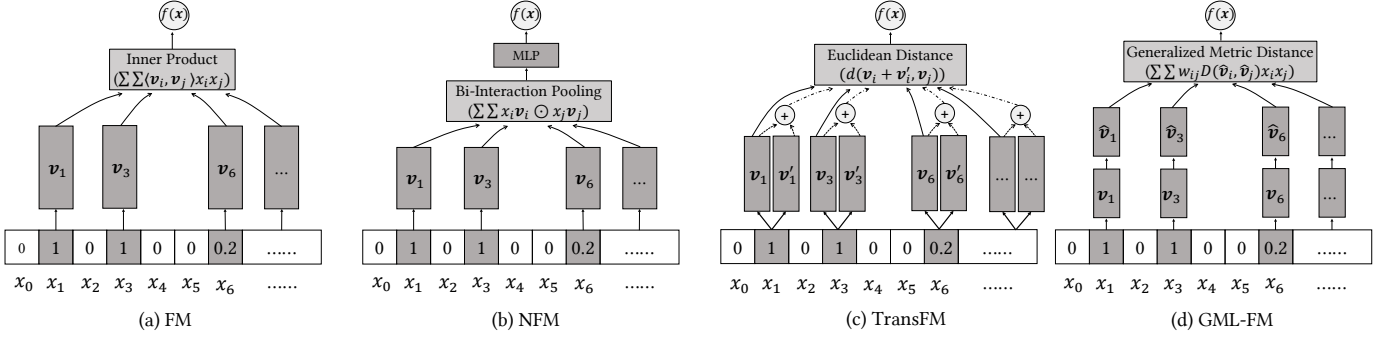 f(x)
Inner Product
(∑∑⟨v_i, v_j⟩x_i x_j)
v_1 v_3 v_6 ...
0 1 0 1 0 0 0.2 ......
x_0 x_1 x_2 x_3 x_4 x_5 x_6 ......
(a) FM
f(x)
MLP
Bi-Interaction Pooling
(∑∑ x_i v_i ⊙ x_j v_j)
v_1 v_3 v_6 ...
0 1 0 1 0 0 0.2 ......
x_0 x_1 x_2 x_3 x_4 x_5 x_6 ......
(b) NFM
f(x)
Euclidean Distance
(d(v_i + v'_i, v_j))
+ + + +
v_1 v'_1 v_3 v'_3 v_6 v'_6 ... ...
0 1 0 1 0 0 0.2 ......
x_0 x_1 x_2 x_3 x_4 x_5 x_6 ......
(c) TransFM
f(x)
Generalized Metric Distance
(∑∑ w_ij D(v̂_i, v̂_j)x_i x_j)
v̂_1 v̂_3 v̂_6 ...
v_1 v_3 v_6 ...
0 1 0 1 0 0 0.2 ......
x_0 x_1 x_2 x_3 x_4 x_5 x_6 ......
(d) GML-FM